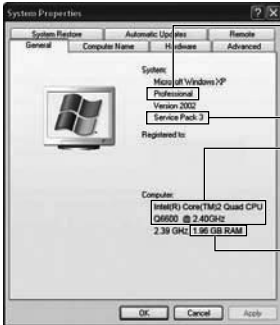 System Properties
System Restore Automatic Updates Remote
General Computer Name Hardware Advanced
System:
Microsoft Windows XP
Professional
Version 2002
Service Pack 3
Registered to:
Computer:
Intel(R) Core(TM)2 Quad CPU
Q6600 @ 2.40GHz
2.39 GHz, 1.96 GB RAM
OK Cancel Apply